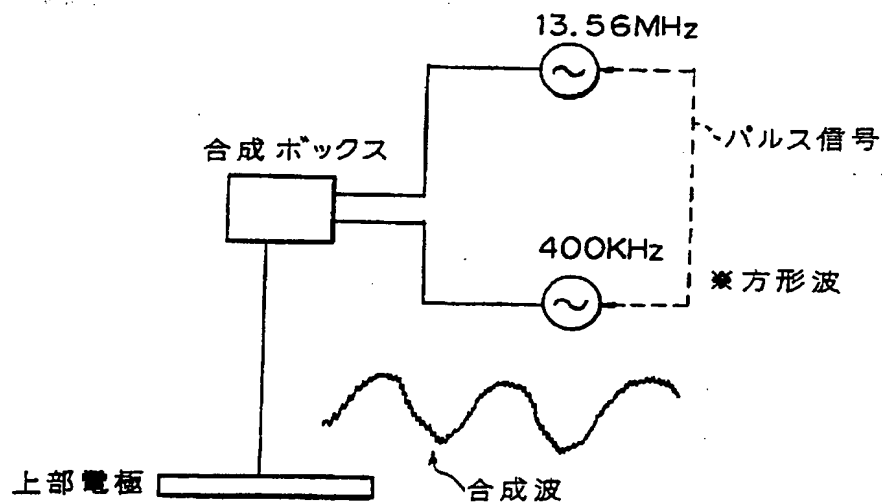 13.56MHz
パルス信号
合成ボックス
400KHz
※方形波
上部電極
合成波